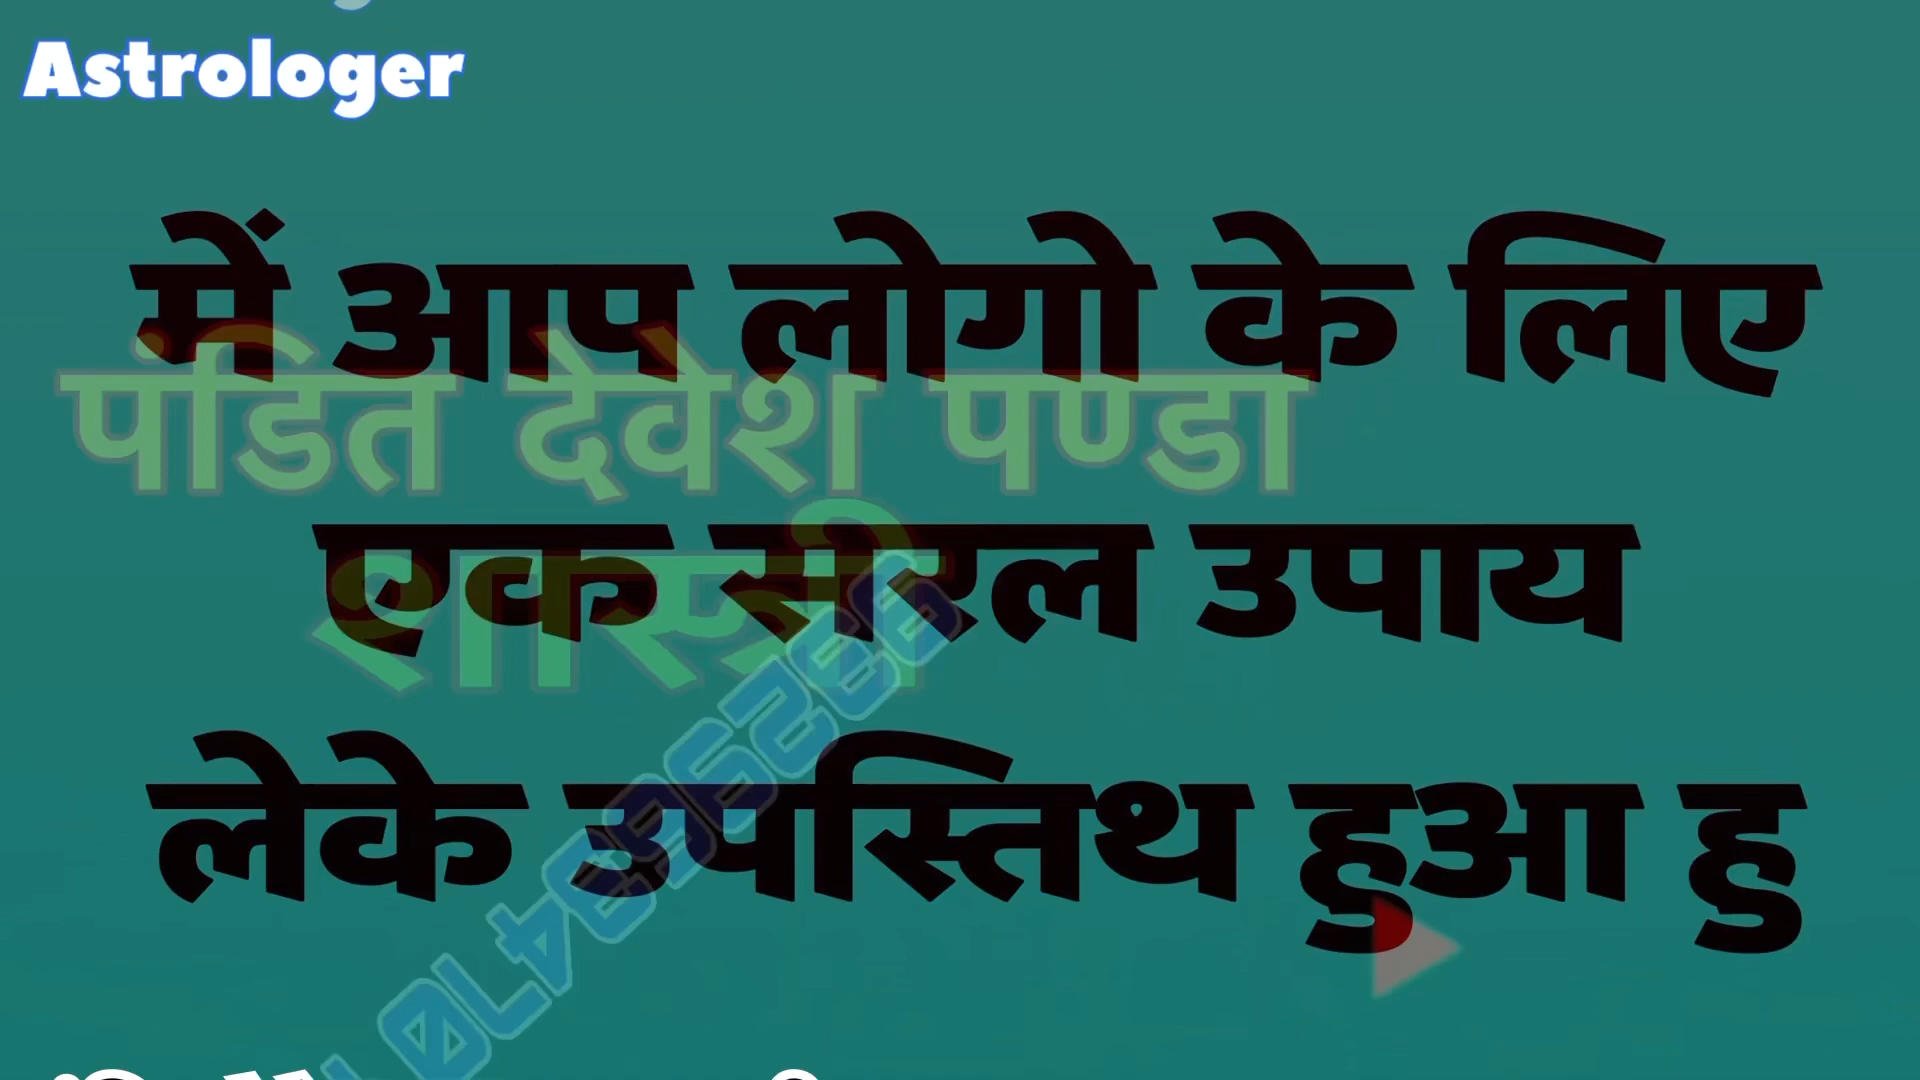 Astrologer
में आप लोगो के लिए
पंडित देवेश पण्डा
एक सरल उपाय
शास्त्री
लेके उपस्तिथ हुआ हु